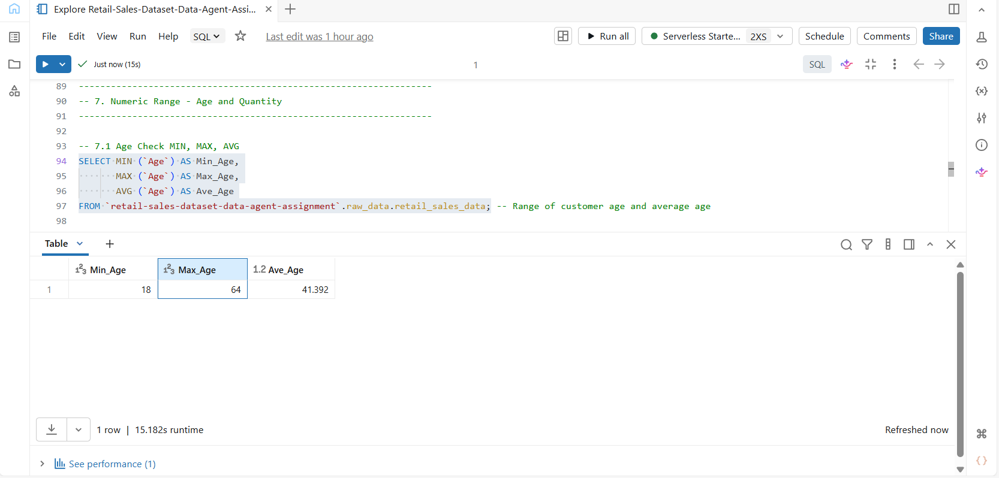 Explore Retail-Sales-Dataset-Data-Agent-Assi...
File Edit View Run Help SQL Last edit was 1 hour ago Run all Serverless Starte... 2XS Schedule Comments Share
Just now (15s) 1 SQL
89 ------------------------------------------------------------------
90 -- 7. Numeric Range - Age and Quantity
91 ------------------------------------------------------------------
92
93 -- 7.1 Age Check MIN, MAX, AVG
94 SELECT MIN (`Age`) AS Min_Age,
95 MAX (`Age`) AS Max_Age,
96 AVG (`Age`) AS Ave_Age
97 FROM `retail-sales-dataset-data-agent-assignment`.raw_data.retail_sales_data; -- Range of customer age and average age
98
Table
Min_Age Max_Age 1.2 Ave_Age
1 18 64 41.392
1 row | 15.182s runtime Refreshed now
See performance (1)